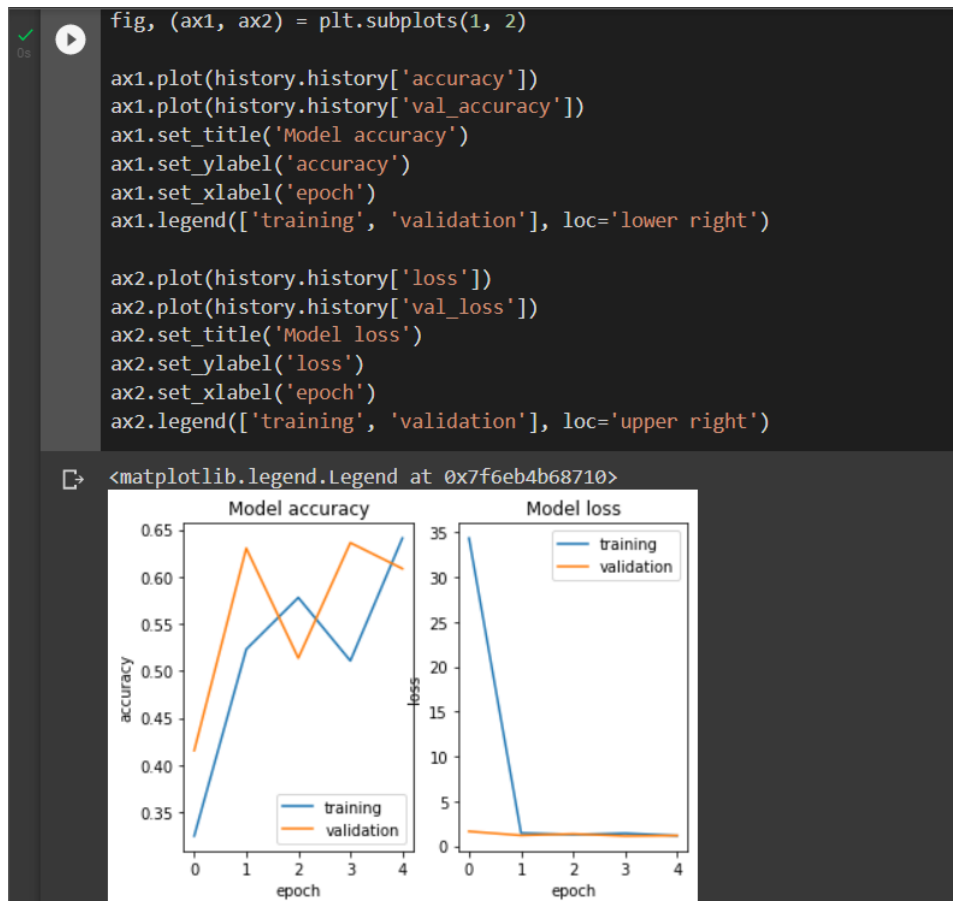 fig, (ax1, ax2) = plt.subplots(1, 2)
0s
ax1.plot(history.history['accuracy'])
ax1.plot(history.history['val_accuracy'])
ax1.set_title('Model accuracy')
ax1.set_ylabel('accuracy')
ax1.set_xlabel('epoch')
ax1.legend(['training', 'validation'], loc='lower right')
ax2.plot(history.history['loss'])
ax2.plot(history.history['val_loss'])
ax2.set_title('Model loss')
ax2.set_ylabel('loss')
ax2.set_xlabel('epoch')
ax2.legend(['training', 'validation'], loc='upper right')
<matplotlib.legend.Legend at 0x7f6eb4b68710>
Model accuracy
0.65
0.60
0.55
0.50
0.45
0.40
0.35
accuracy
training
validation
0 1 2 3 4
epoch
Model loss
35
30
25
20
15
10
5
0
loss
training
validation
0 1 2 3 4
epoch